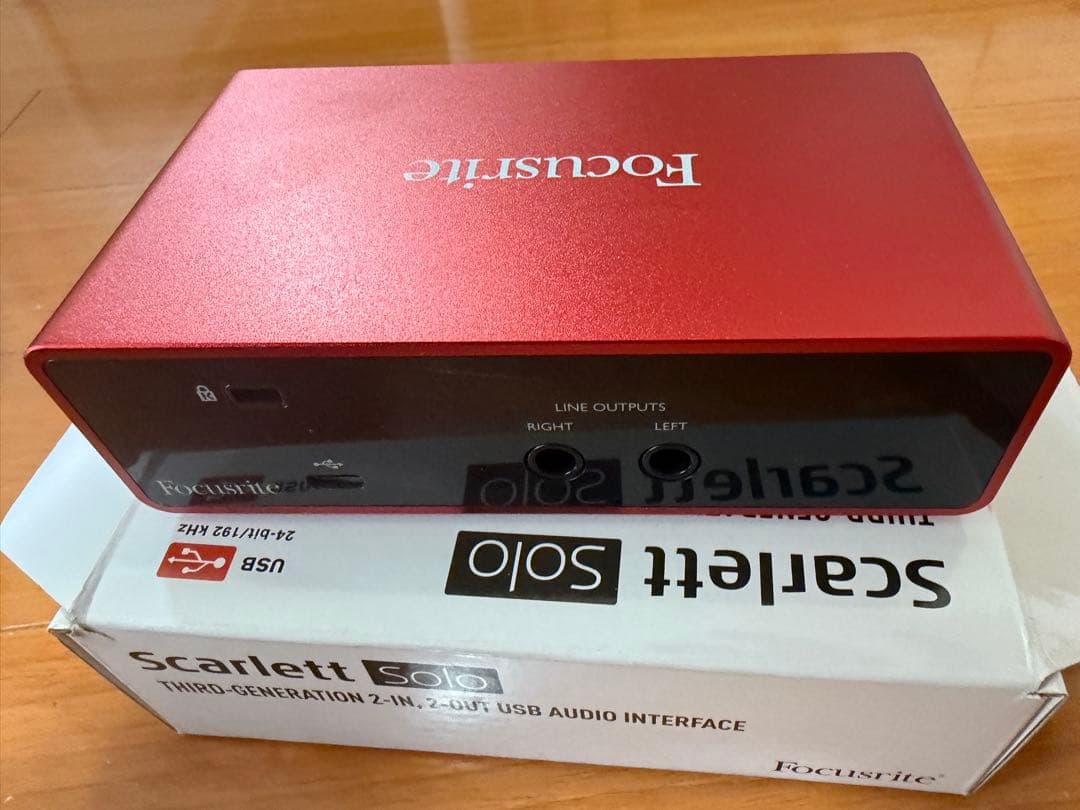 Focusrite
LINE OUTPUTS
RIGHT LEFT
K
Focusrite
Scarlett Solo
24-bit/192 kHz
USB
Scarlett Solo
THIRD-GENERATION 2-IN, 2-OUT USB AUDIO INTERFACE
Focusrite